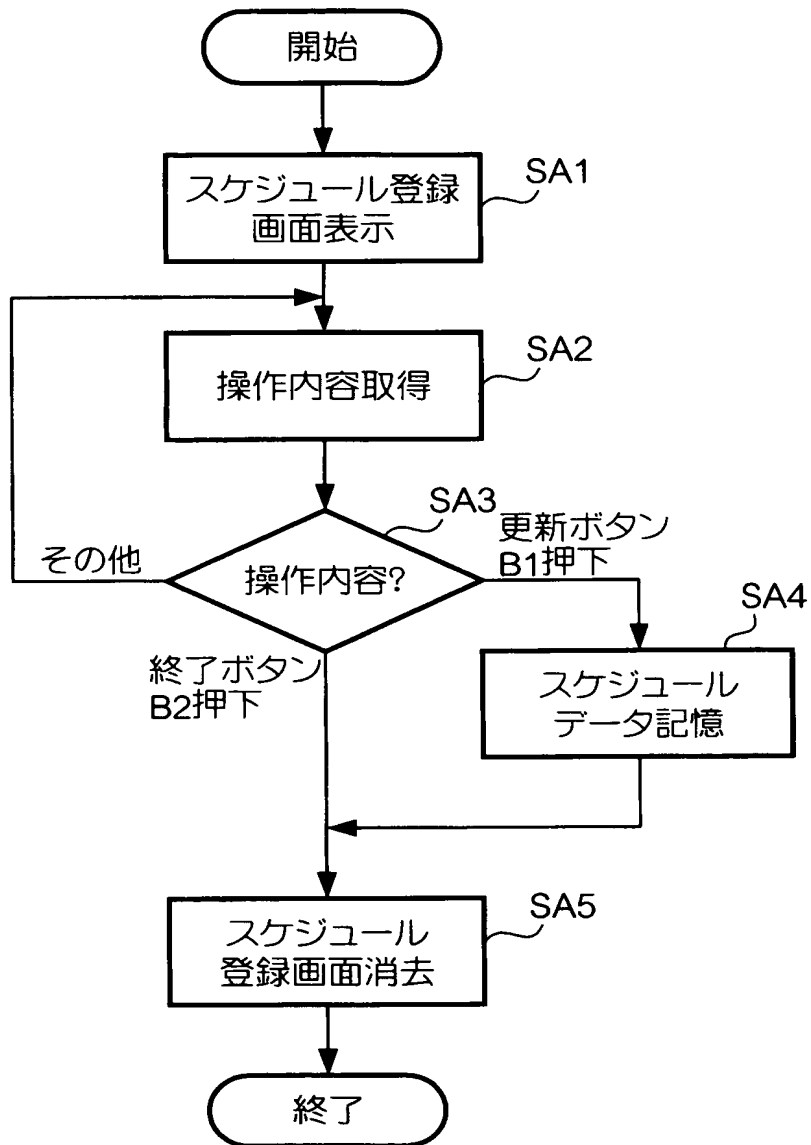 開始
スケジュール登録
画面表示
SA1
操作内容取得
SA2
操作内容?
SA3
その他
更新ボタン
B1押下
スケジュール
データ記憶
SA4
終了ボタン
B2押下
スケジュール
登録画面消去
SA5
終了